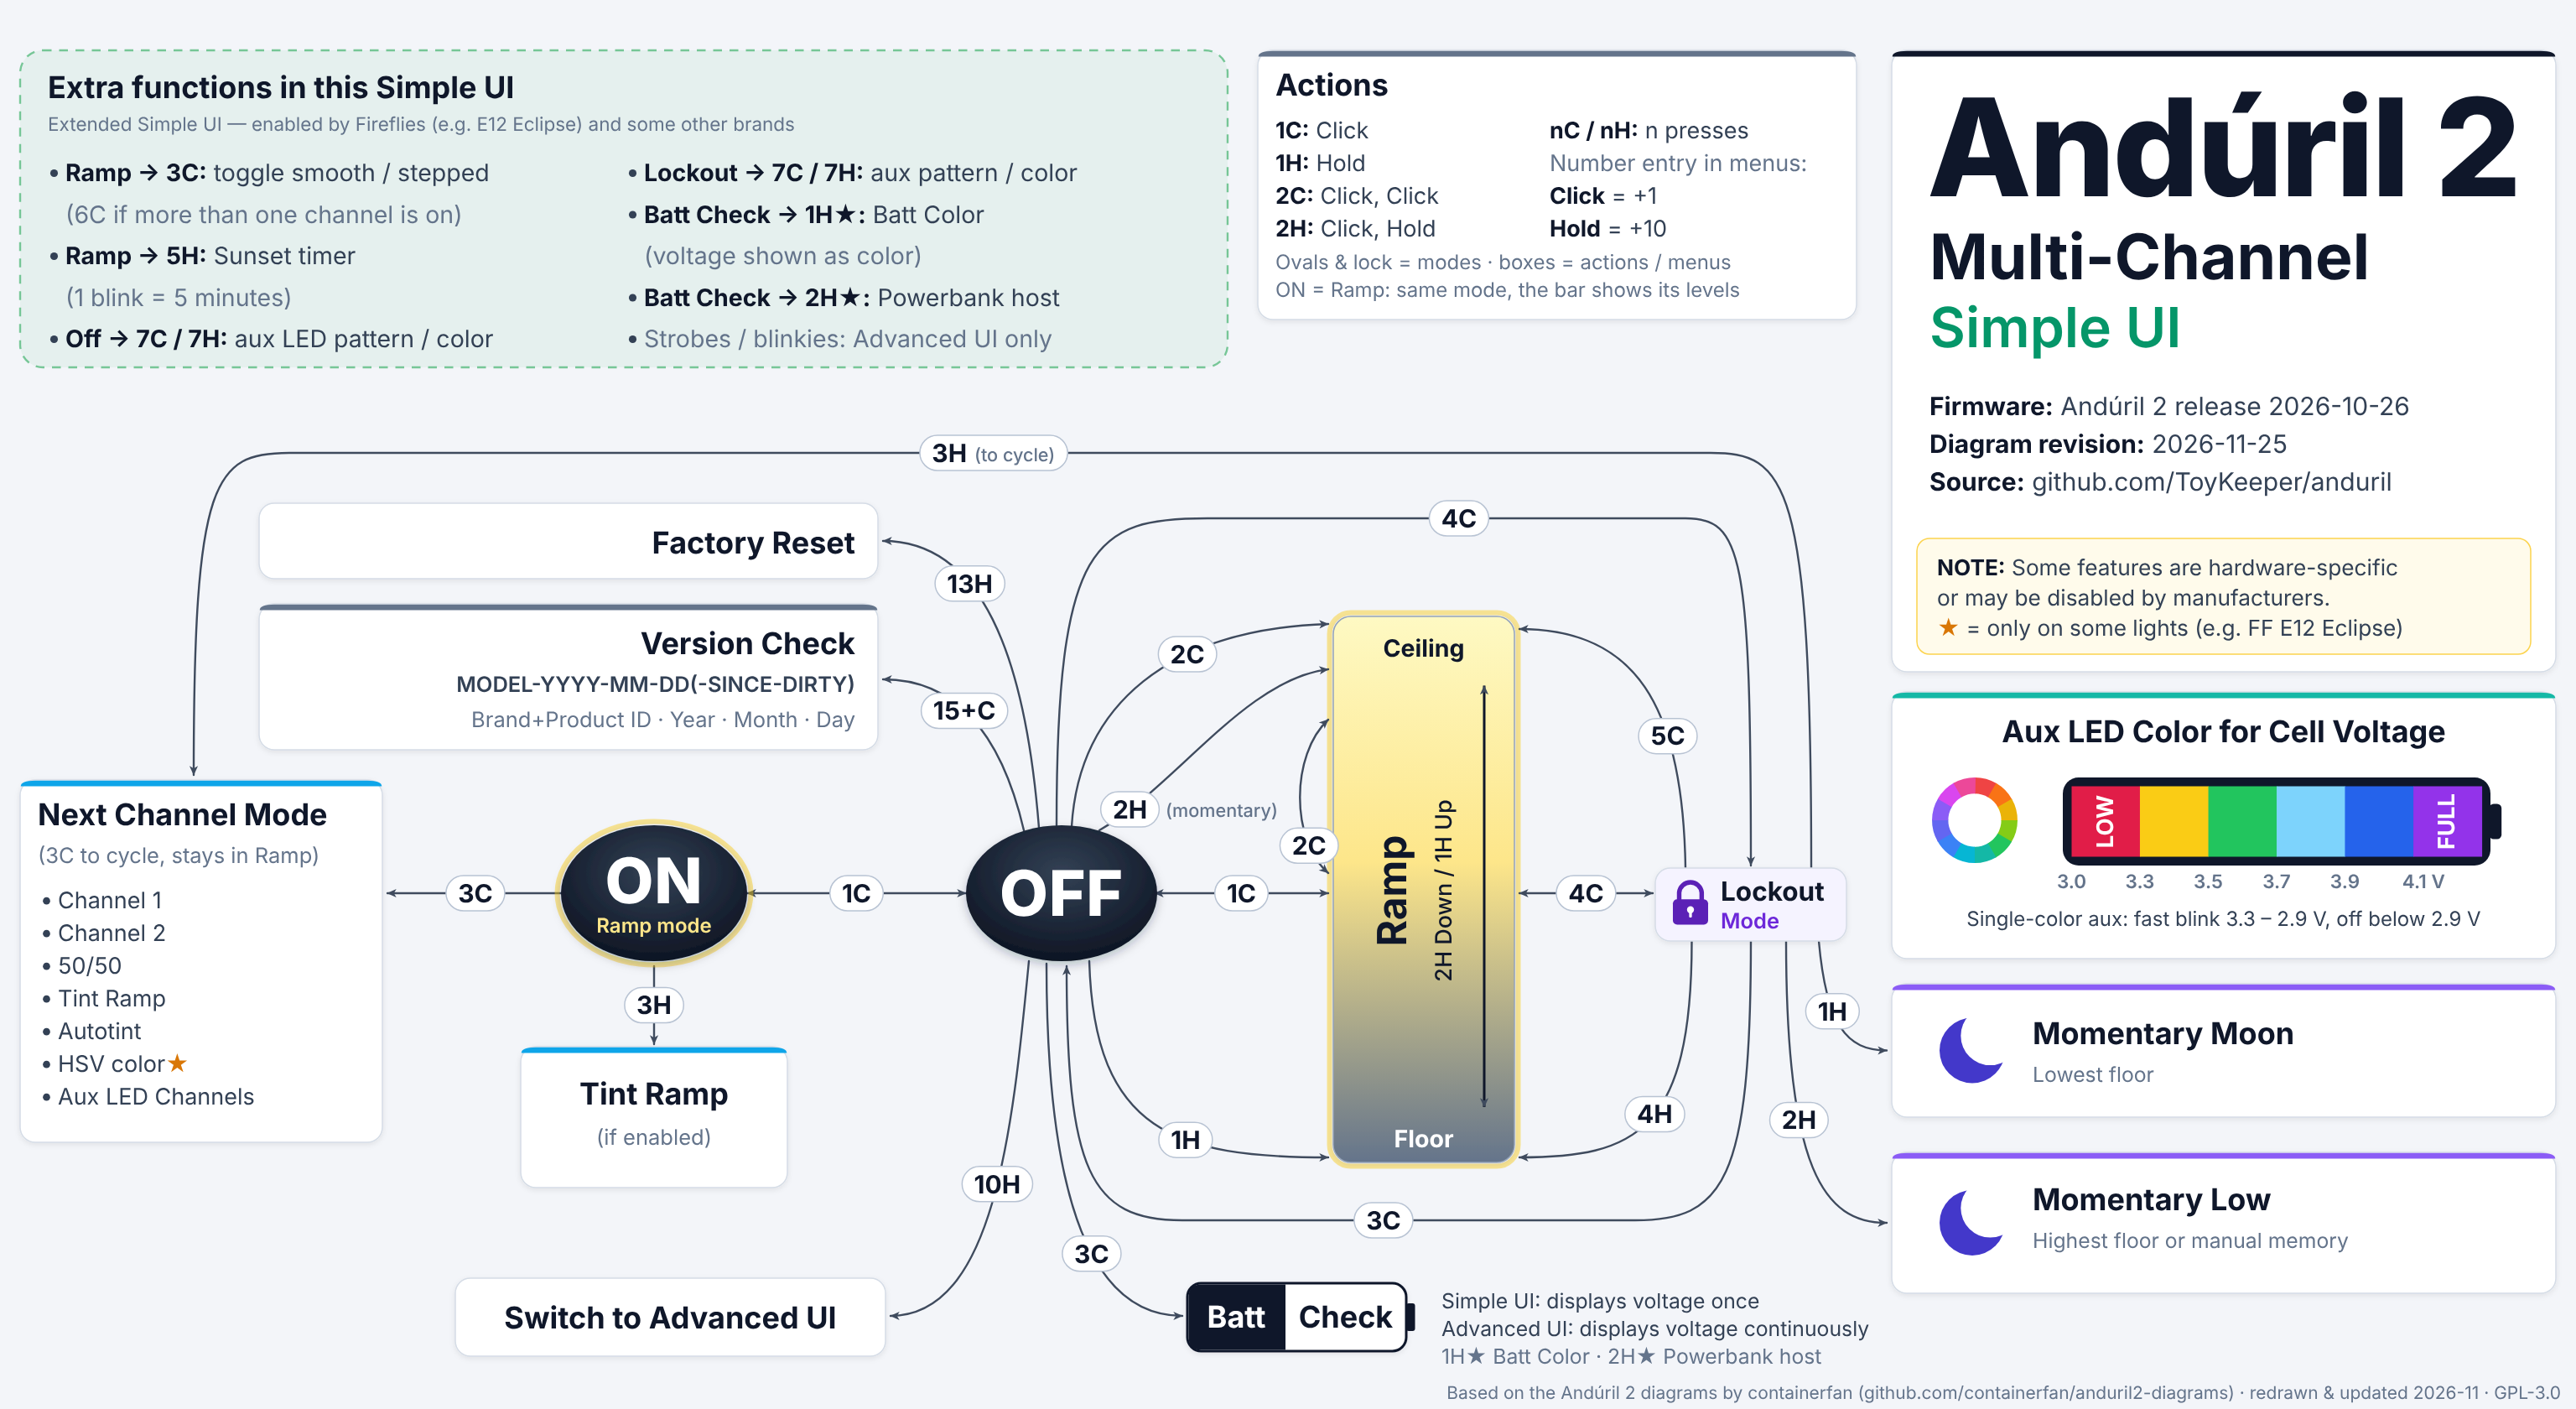 Extra functions in this Simple UI
Extended Simple UI — enabled by Fireflies (e.g. E12 Eclipse) and some other brands
• Ramp → 3C: toggle smooth / stepped
(6C if more than one channel is on)
• Ramp → 5H: Sunset timer
(1 blink = 5 minutes)
• Off → 7C / 7H: aux LED pattern / color
• Lockout → 7C / 7H: aux pattern / color
• Batt Check → 1H★: Batt Color
(voltage shown as color)
• Batt Check → 2H★: Powerbank host
• Strobes / blinkies: Advanced UI only
Actions
1C: Click
1H: Hold
2C: Click, Click
2H: Click, Hold
nC / nH: n presses
Number entry in menus:
Click = +1
Hold = +10
Ovals & lock = modes · boxes = actions / menus
ON = Ramp: same mode, the bar shows its levels
Andúril 2
Multi-Channel
Simple UI
Firmware: Andúril 2 release 2026-10-26
Diagram revision: 2026-11-25
Source: github.com/ToyKeeper/anduril
NOTE: Some features are hardware-specific
or may be disabled by manufacturers.
★ = only on some lights (e.g. FF E12 Eclipse)
3H (to cycle)
4C
Factory Reset
13H
Version Check
MODEL-YYYY-MM-DD(-SINCE-DIRTY)
Brand+Product ID · Year · Month · Day
15+C
2C
2H (momentary)
2C
Ceiling
Ramp
2H Down / 1H Up
Floor
5C
Next Channel Mode
(3C to cycle, stays in Ramp)
• Channel 1
• Channel 2
• 50/50
• Tint Ramp
• Autotint
• HSV color★
• Aux LED Channels
3C
ON
Ramp mode
1C
OFF
1C
4C
Lockout
Mode
3H
Tint Ramp
(if enabled)
1H
4H
1H
2H
10H
3C
3C
Switch to Advanced UI
Batt Check
Simple UI: displays voltage once
Advanced UI: displays voltage continuously
1H★ Batt Color · 2H★ Powerbank host
Aux LED Color for Cell Voltage
LOW
FULL
3.0 3.3 3.5 3.7 3.9 4.1 V
Single-color aux: fast blink 3.3 – 2.9 V, off below 2.9 V
Momentary Moon
Lowest floor
Momentary Low
Highest floor or manual memory
Based on the Andúril 2 diagrams by containerfan (github.com/containerfan/anduril2-diagrams) · redrawn & updated 2026-11 · GPL-3.0